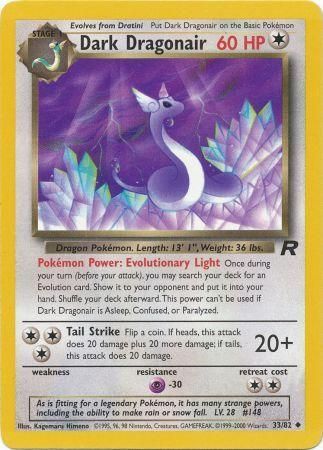 Evolves from Dratini Put Dark Dragonair on the Basic Pokémon
STAGE 1
Dark Dragonair 60 HP
Dragon Pokémon. Length: 13' 1", Weight: 36 lbs.
R
Pokémon Power: Evolutionary Light Once during
your turn (before your attack), you may search your deck for an
Evolution card. Show it to your opponent and put it into your
hand. Shuffle your deck afterward. This power can't be used if
Dark Dragonair is Asleep, Confused, or Paralyzed.
Tail Strike Flip a coin. If heads, this attack
does 20 damage plus 20 more damage; if tails,
this attack does 20 damage.
20+
weakness resistance retreat cost
-30
As is fitting for a legendary Pokémon, it has many strange powers,
including the ability to make rain or snow fall. LV. 28 #148
Illus. Kagemaru Himeno ©1995, 96, 98 Nintendo, Creatures, GAMEFREAK. ©1999-2000 Wizards. 33/82